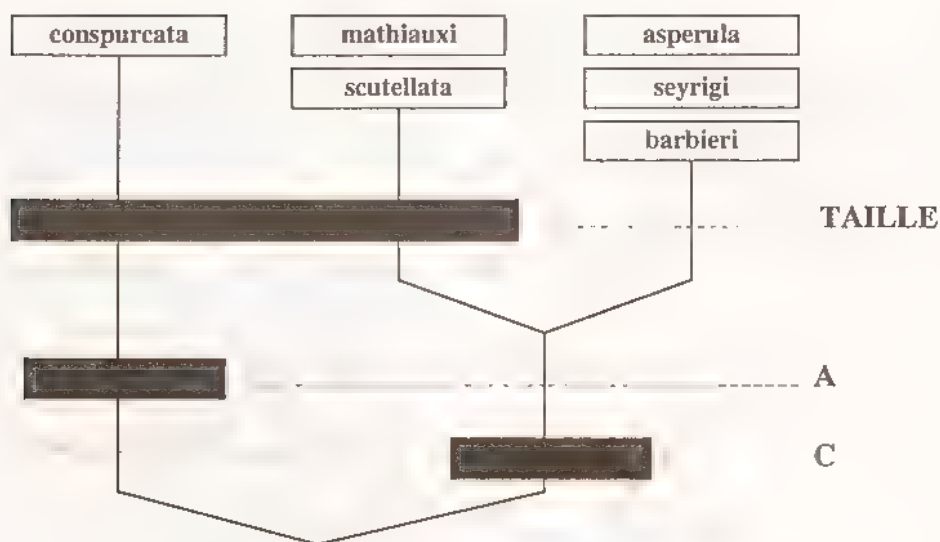 conspurcata mathiauxi asperula
scutellata seyrigi
barbieri
TAILLE
A
C